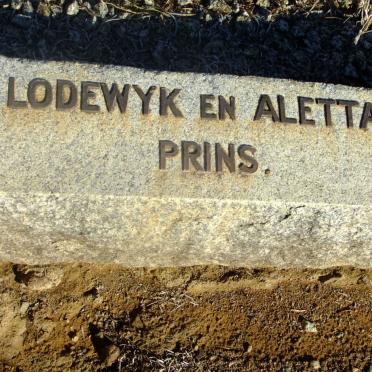 LODEWYK EN ALETTA
PRINS.